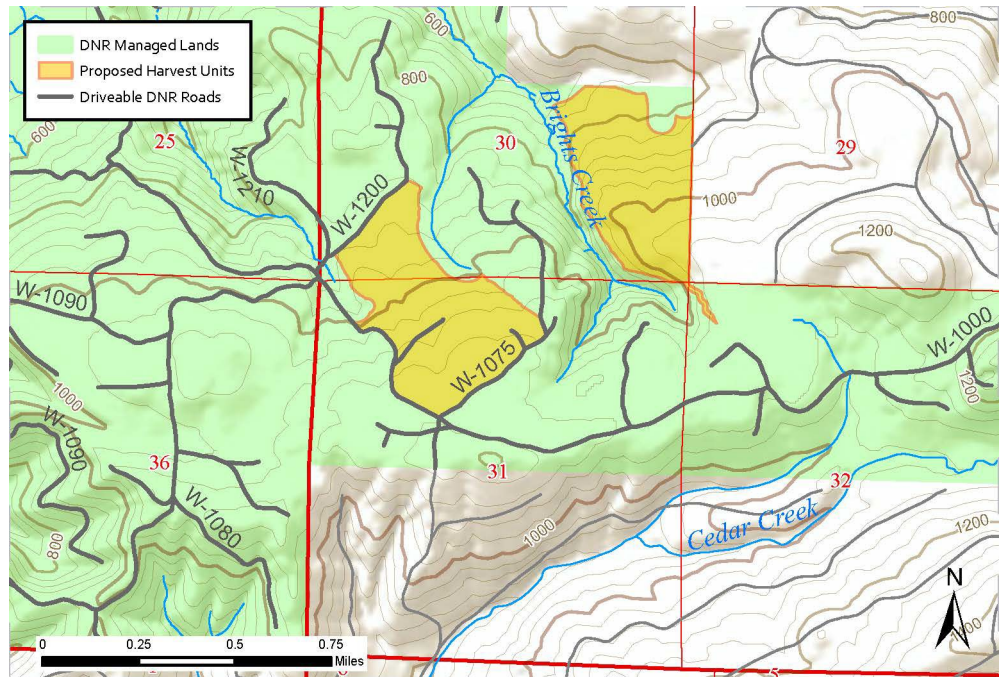 DNR Managed Lands
Proposed Harvest Units
Driveable DNR Roads
600
800
800
600
25
30
29
Brights Creek
W-1210
W-1200
1000
1200
W-1090
W-1075
W-1000
1000
1200
W-1090
36
31
32
W-1080
1000
Cedar Creek
1200
800
N
0 0.25 0.5 0.75
Miles
5